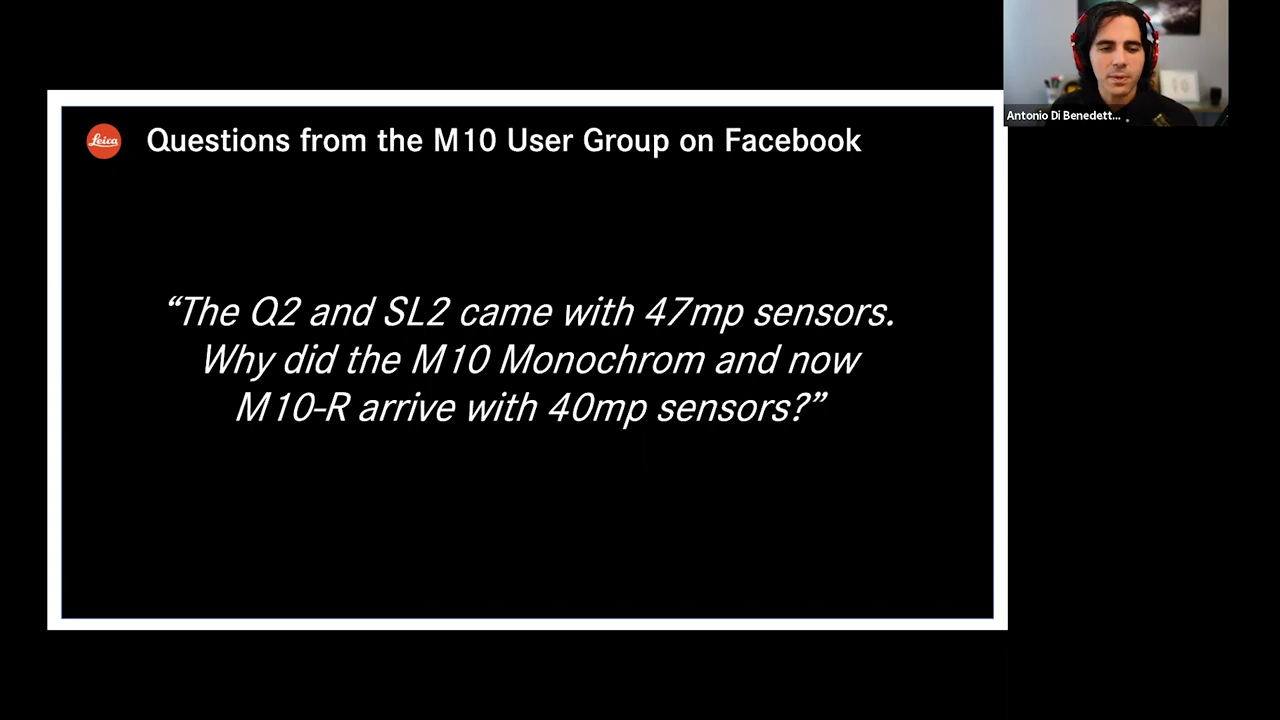 Leica
Questions from the M10 User Group on Facebook
“The Q2 and SL2 came with 47mp sensors.
Why did the M10 Monochrom and now
M10-R arrive with 40mp sensors?”
Antonio Di Benedett...